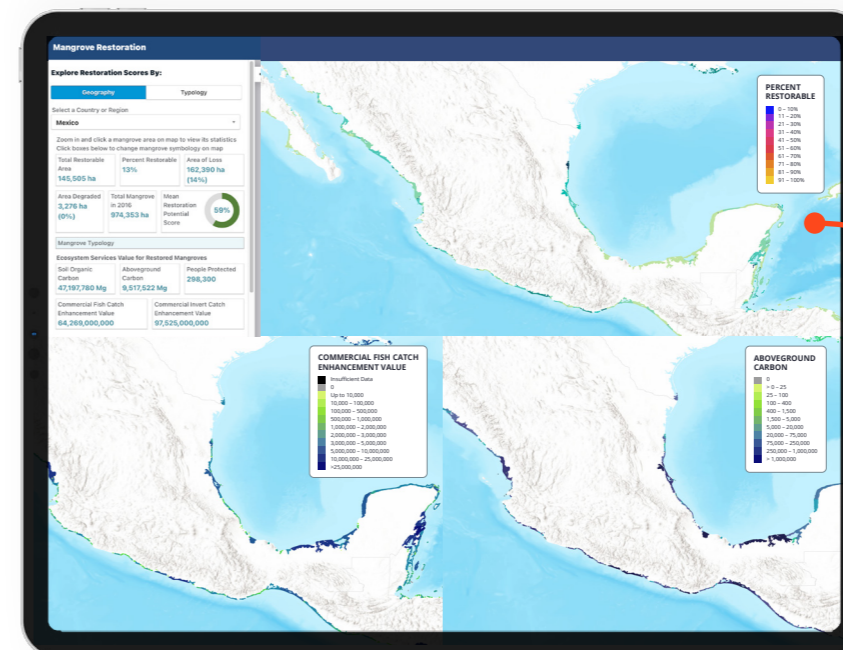 Mangrove Restoration
Explore Restoration Scores By:
Geography
Typology
Select a Country or Region
Mexico
Zoom in and click a mangrove area on map to view its statistics
Click boxes below to change mangrove symbology on map
Total Restorable
Area
145,505 ha
Percent Restorable
13%
Area of Loss
162,390 ha
(14%)
Area Degraded
3,276 ha
(0%)
Total Mangrove
in 2016
974,353 ha
Mean
Restoration
Potential
Score
59%
Mangrove Typology
Ecosystem Services Value for Restored Mangroves
Soil Organic
Carbon
47,197,780 Mg
Aboveground
Carbon
9,517,522 Mg
People Protected
298,300
Commercial Fish Catch
Enhancement Value
64,269,000,000
Commercial Invert Catch
Enhancement Value
97,525,000,000
PERCENT
RESTORABLE
0 – 10%
11 – 20%
21 – 30%
31 – 40%
41 – 50%
51 – 60%
61 – 70%
71 – 80%
81 – 90%
91 – 100%
COMMERCIAL FISH CATCH
ENHANCEMENT VALUE
Insufficient Data
0
Up to 10,000
10,000 – 100,000
100,000 – 500,000
500,000 – 1,000,000
1,000,000 – 2,000,000
2,000,000 – 3,000,000
3,000,000 – 5,000,000
5,000,000 – 10,000,000
10,000,000 – 25,000,000
>25,000,000
ABOVEGROUND
CARBON
0
> 0 – 25
25 – 100
100 – 400
400 – 1,500
1,500 – 5,000
5,000 – 20,000
20,000 – 75,000
75,000 – 250,000
250,000 – 1,000,000
> 1,000,000